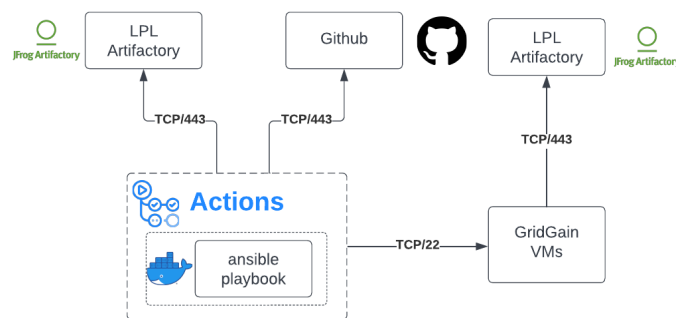 LPL
Artifactory
JFrog Artifactory
Github
LPL
Artifactory
JFrog Artifactory
TCP/443
TCP/443
TCP/443
Actions
ansible
playbook
TCP/22
GridGain
VMs